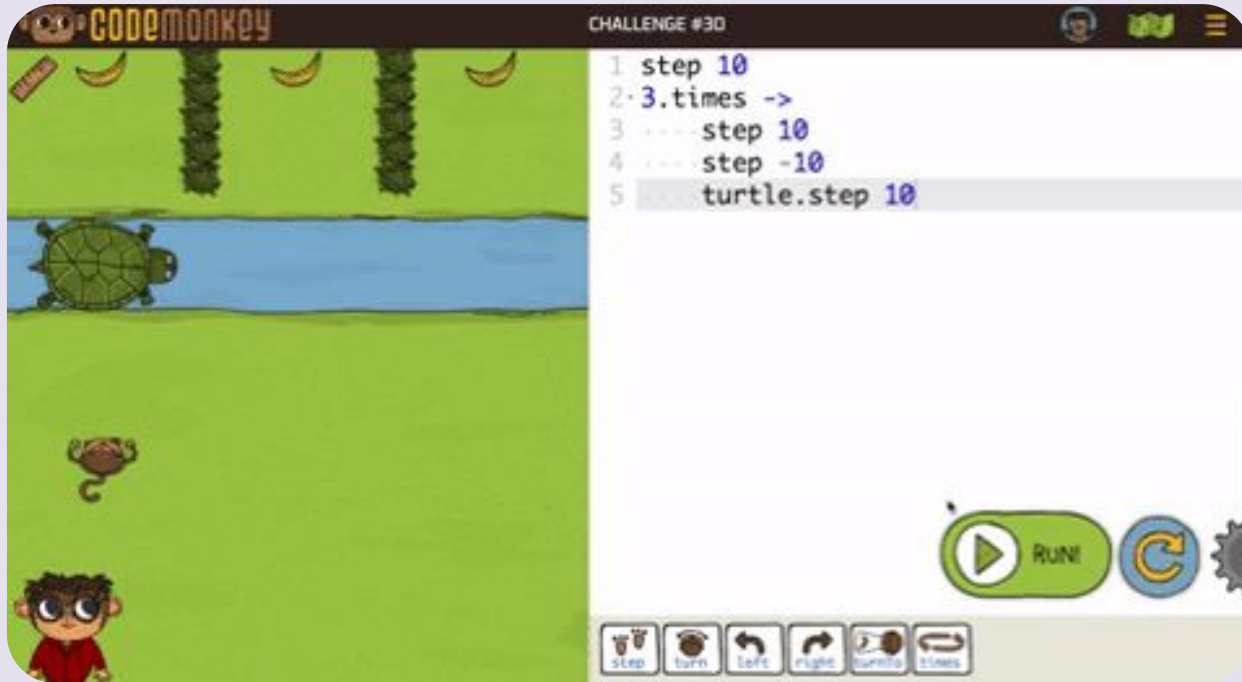 CODEMONKEY
CHALLENGE #30
1 step 10
2 3.times ->
3 step 10
4 step -10
5 turtle.step 10
RUN!
step turn left right turnTo times